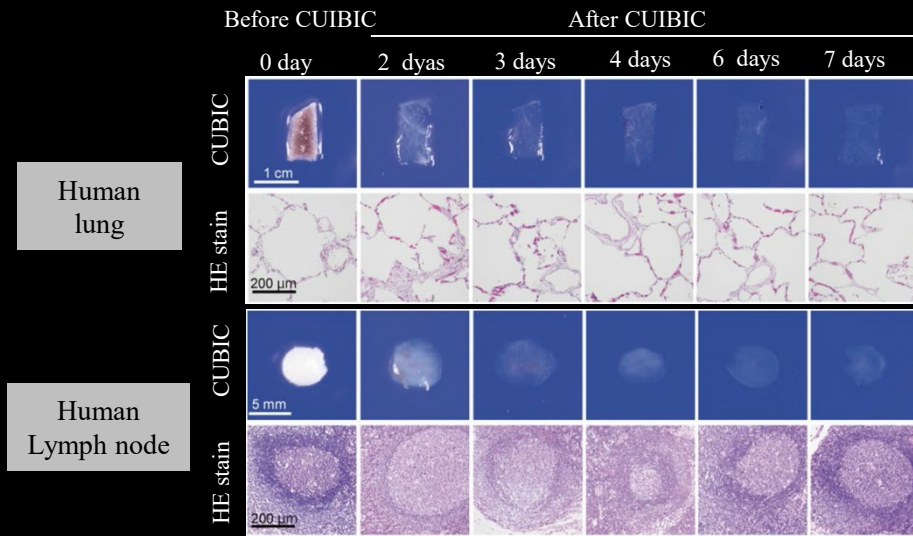 Before CUIBIC After CUIBIC
0 day 2 dyas 3 days 4 days 6 days 7 days
Human
lung
CUBIC
1 cm
HE stain
200 µm
Human
Lymph node
CUBIC
5 mm
HE stain
200 µm